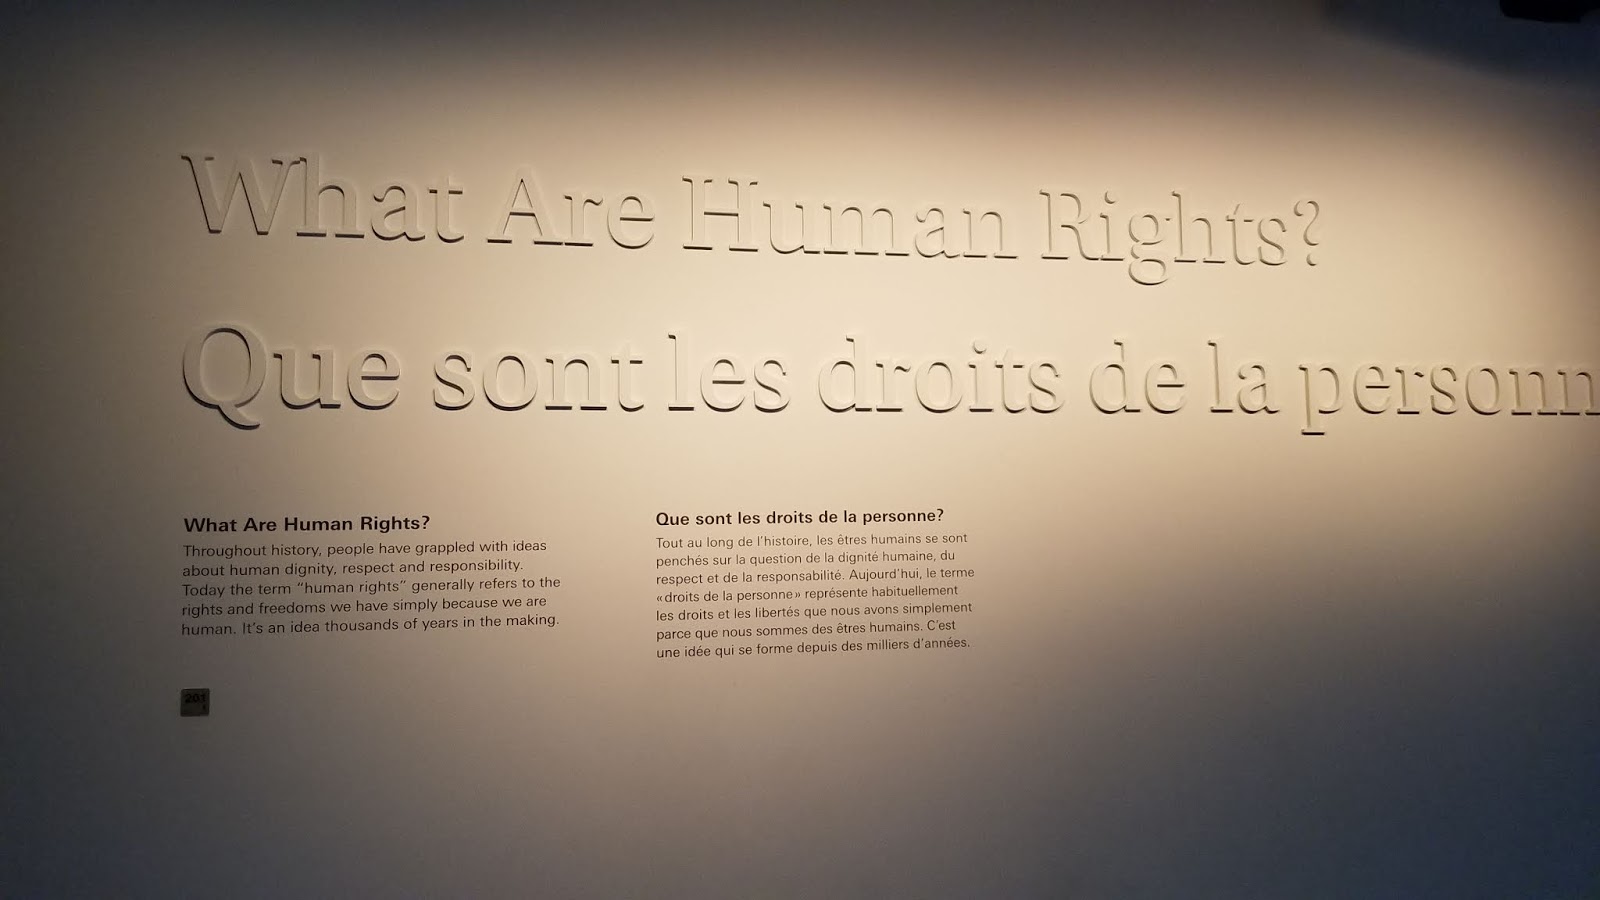 What Are Human Rights?
Que sont les droits de la personn
What Are Human Rights?
Throughout history, people have grappled with ideas
about human dignity, respect and responsibility.
Today the term “human rights” generally refers to the
rights and freedoms we have simply because we are
human. It’s an idea thousands of years in the making.
Que sont les droits de la personne?
Tout au long de l’histoire, les êtres humains se sont
penchés sur la question de la dignité humaine, du
respect et de la responsabilité. Aujourd’hui, le terme
«droits de la personne» représente habituellement
les droits et les libertés que nous avons simplement
parce que nous sommes des êtres humains. C’est
une idée qui se forme depuis des milliers d’années.
201